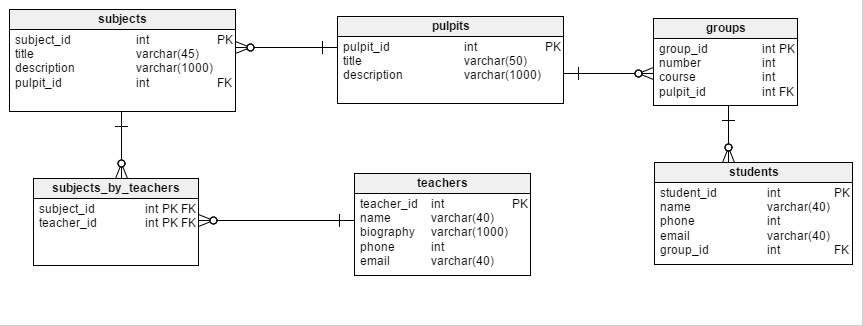 subjects
subject_id int PK
title varchar(45)
description varchar(1000)
pulpit_id int FK
pulpits
pulpit_id int PK
title varchar(50)
description varchar(1000)
groups
group_id int PK
number int
course int
pulpit_id int FK
subjects_by_teachers
subject_id int PK FK
teacher_id int PK FK
teachers
teacher_id int PK
name varchar(40)
biography varchar(1000)
phone int
email varchar(40)
students
student_id int PK
name varchar(40)
phone int
email varchar(40)
group_id int FK